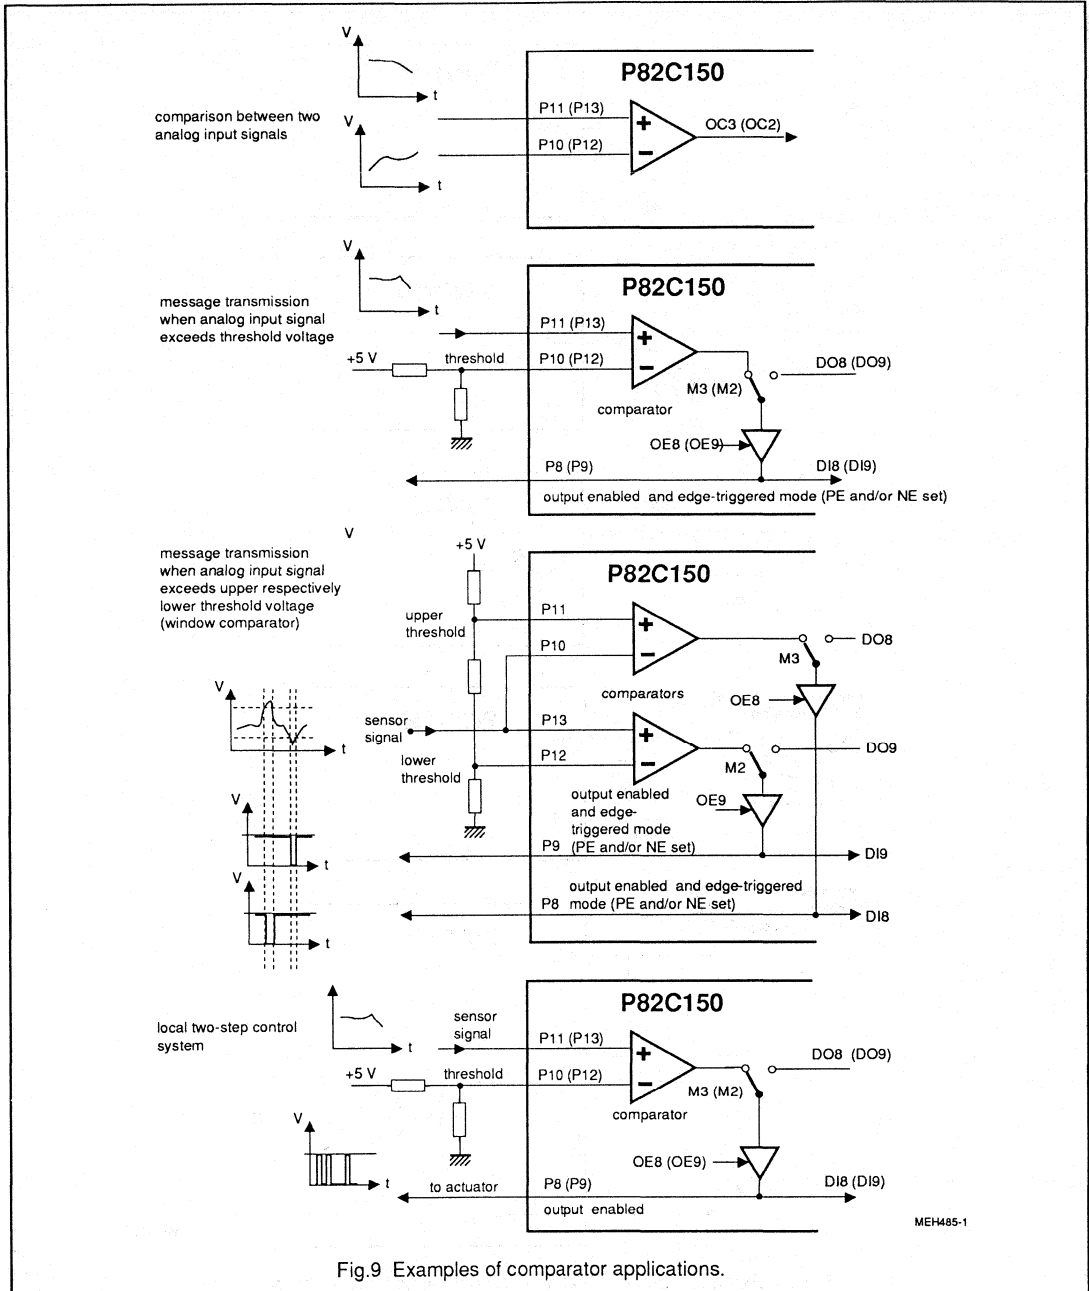 V
P82C150
t
P11 (P13)
comparison between two
analog input signals
V
+
OC3 (OC2)
P10 (P12)
−
t
V
P82C150
message transmission
when analog input signal
exceeds threshold voltage
t
P11 (P13)
+
+5 V
threshold
P10 (P12)
−
DO8 (DO9)
M3 (M2)
comparator
OE8 (OE9)
P8 (P9)
DI8 (DI9)
output enabled and edge-triggered mode (PE and/or NE set)
V
message transmission
when analog input signal
exceeds upper respectively
lower threshold voltage
(window comparator)
+5 V
P82C150
upper
threshold
P11
+
P10
−
DO8
M3
comparators
OE8
V
t
sensor
signal
P13
+
lower
threshold
P12
−
DO9
M2
output enabled
and edge-
triggered mode
(PE and/or NE set)
OE9
V
t
P9
DI9
V
t
output enabled and edge-triggered
mode (PE and/or NE set)
P8
DI8
P82C150
local two-step control
system
t
sensor
signal
P11 (P13)
+
+5 V
threshold
P10 (P12)
−
DO8 (DO9)
M3 (M2)
comparator
V
t
OE8 (OE9)
to actuator
P8 (P9)
DI8 (DI9)
output enabled
MEH485-1
Fig.9 Examples of comparator applications.